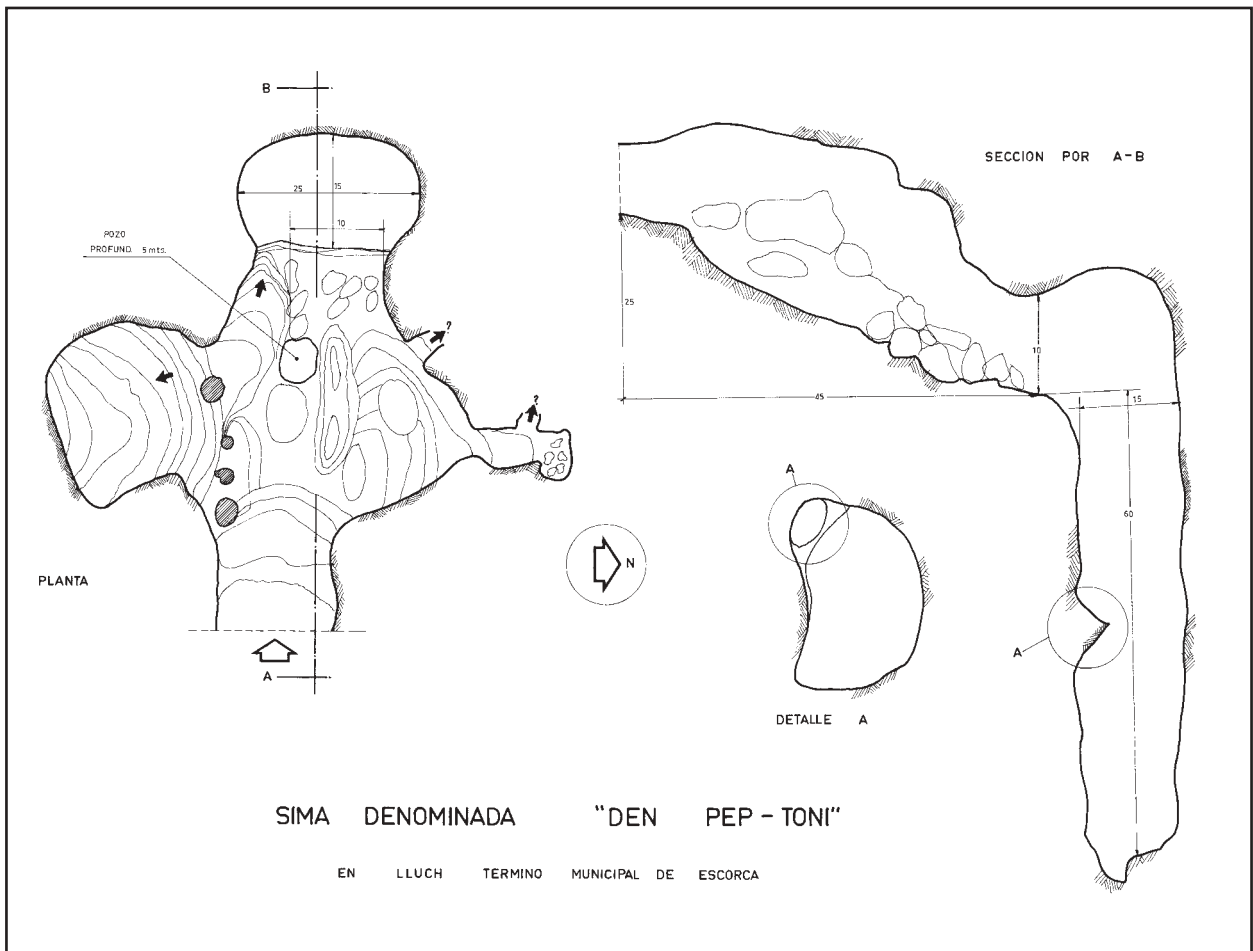 B
SECCION POR A-B
25
15
10
POZO
PROFUND. 5 mts.
?
?
25
10
45
15
60
A
N
PLANTA
A
A
DETALLE A
SIMA DENOMINADA "DEN PEP - TONI"
EN LLUCH TERMINO MUNICIPAL DE ESCORCA